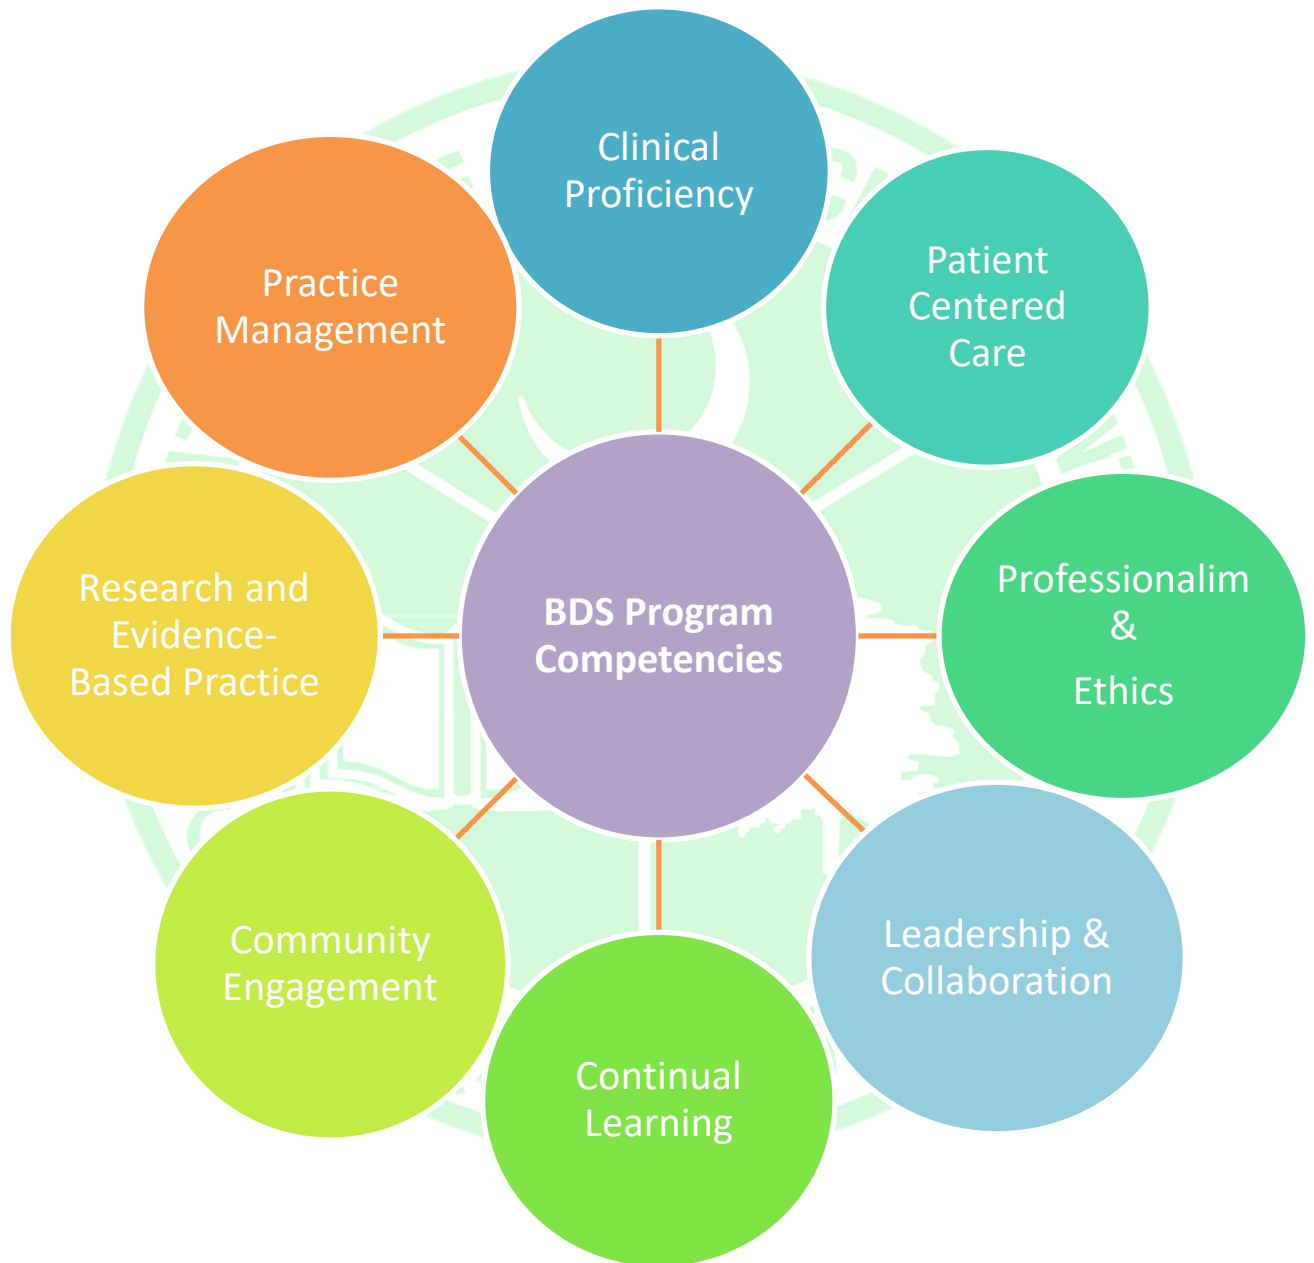 Clinical
Proficiency
Patient
Centered
Care
Professionalim
&
Ethics
Leadership &
Collaboration
Continual
Learning
Community
Engagement
Research and
Evidence-
Based Practice
Practice
Management
BDS Program
Competencies